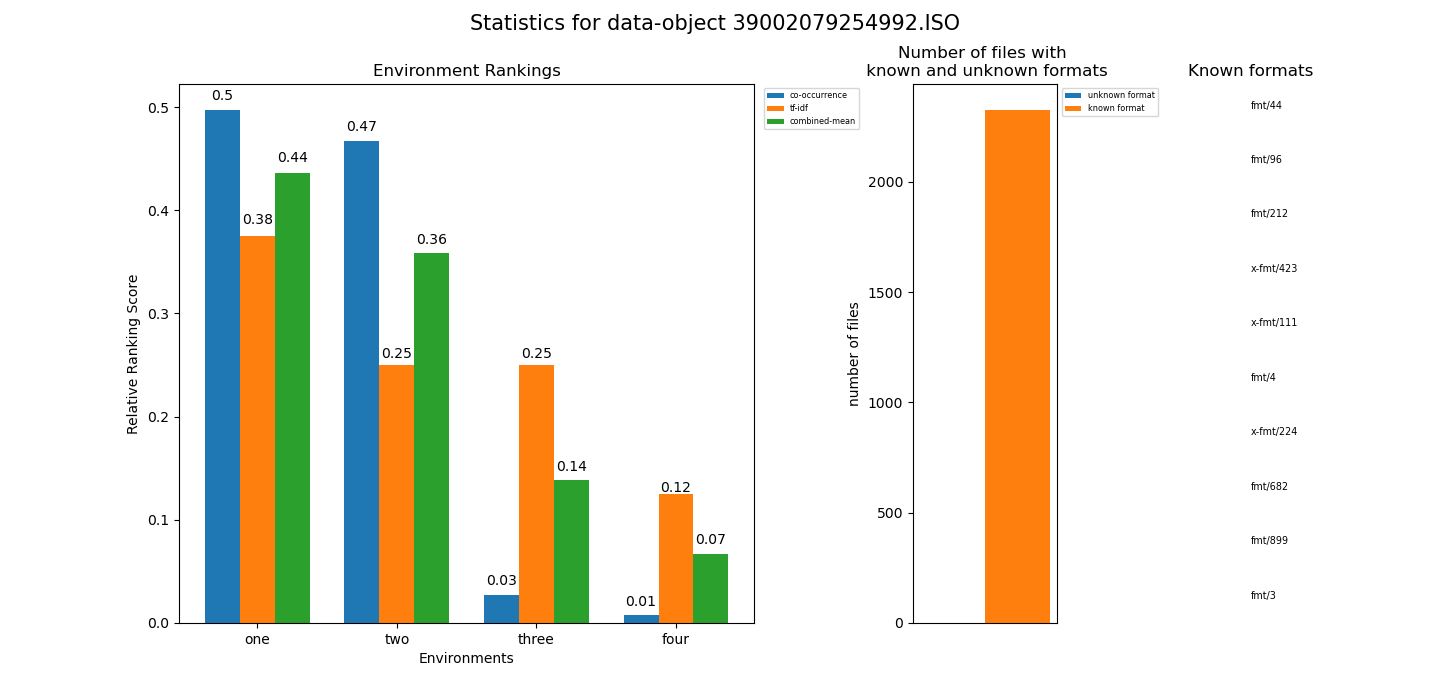 Statistics for data-object 39002079254992.ISO
Environment Rankings
0.5
0.4
0.3
0.2
0.1
0.0
Relative Ranking Score
0.5
0.38
0.44
0.47
0.25
0.36
0.03
0.25
0.14
0.01
0.12
0.07
one two three four
Environments
co-occurrence
tf-idf
combined-mean
Number of files with
known and unknown formats
2000
1500
1000
500
0
number of files
unknown format
known format
Known formats
fmt/44
fmt/96
fmt/212
x-fmt/423
x-fmt/111
fmt/4
x-fmt/224
fmt/682
fmt/899
fmt/3